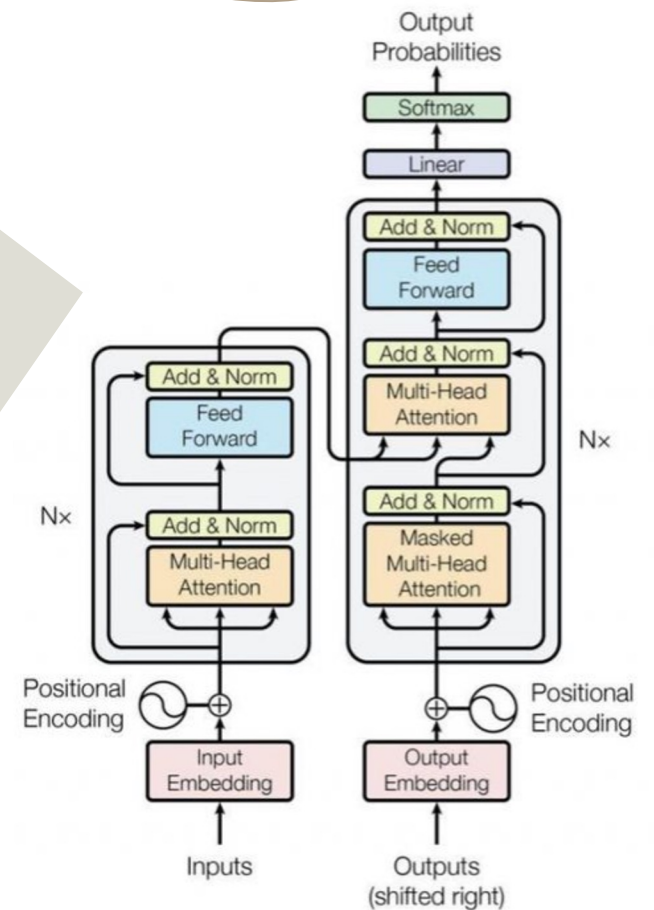 Output
Probabilities
Softmax
Linear
Add & Norm
Feed
Forward
Add & Norm
Multi-Head
Attention
Add & Norm
Masked
Multi-Head
Attention
Nx
Add & Norm
Feed
Forward
Add & Norm
Multi-Head
Attention
Nx
Positional
Encoding
Positional
Encoding
Input
Embedding
Output
Embedding
Inputs
Outputs
(shifted right)